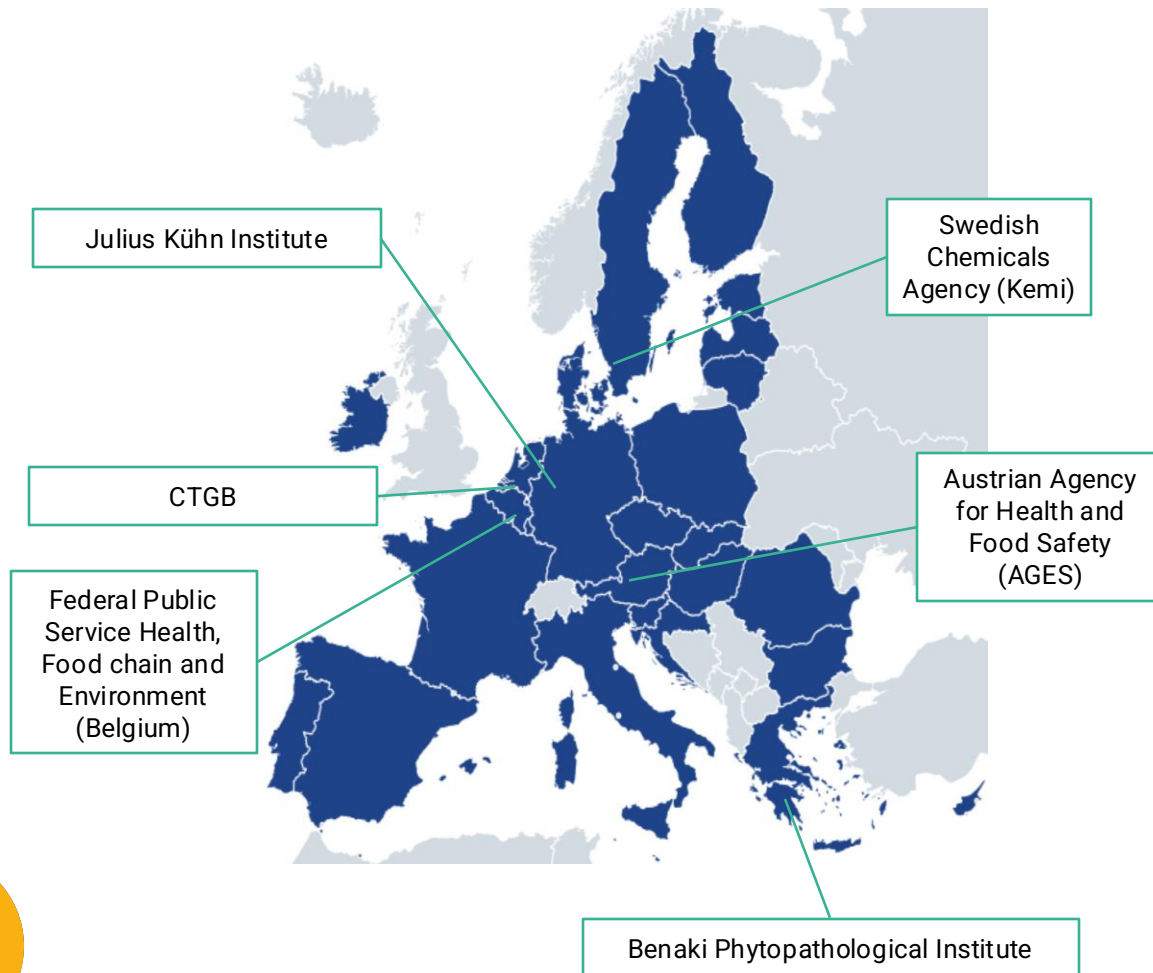 Julius Kühn Institute
Swedish
Chemicals
Agency (Kemi)
CTGB
Austrian Agency
for Health and
Food Safety
(AGES)
Federal Public
Service Health,
Food chain and
Environment
(Belgium)
Benaki Phytopathological Institute